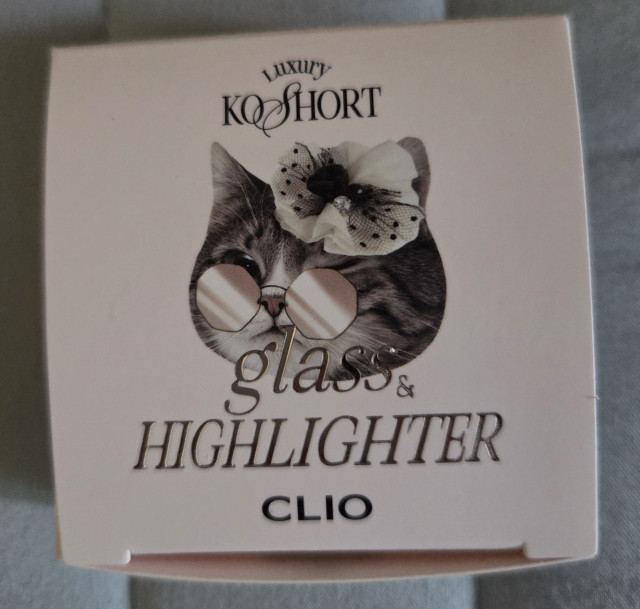 Luxury
KOSHORT
glass &
HIGHLIGHTER
CLIO